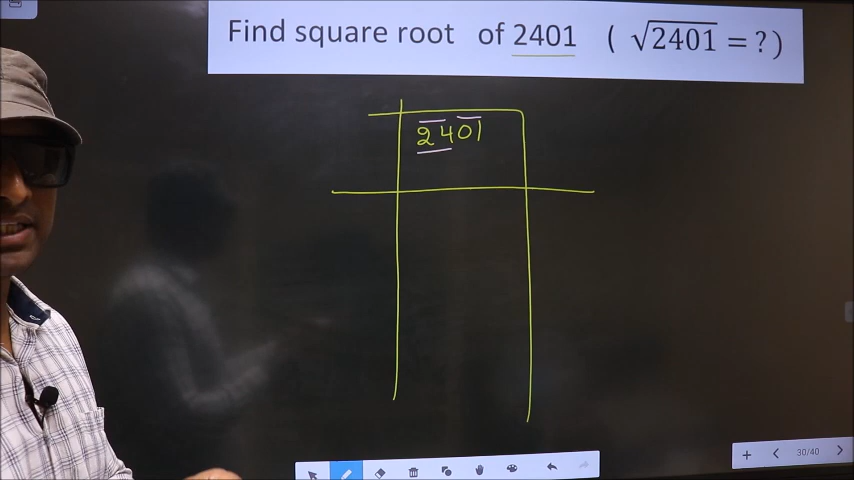 Find square root of 2401 ( √2401 = ? )
2401
30/40